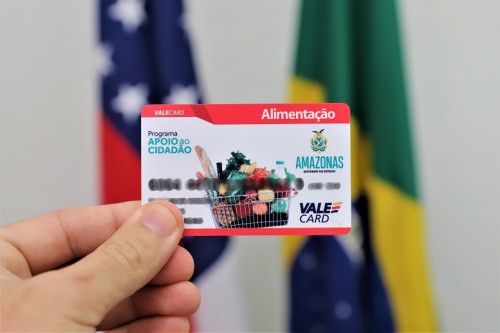 VALECARD
Alimentação
Programa
APOIO ao
CIDADÃO
AMAZONAS
GOVERNO DO ESTADO
VALE
CARD